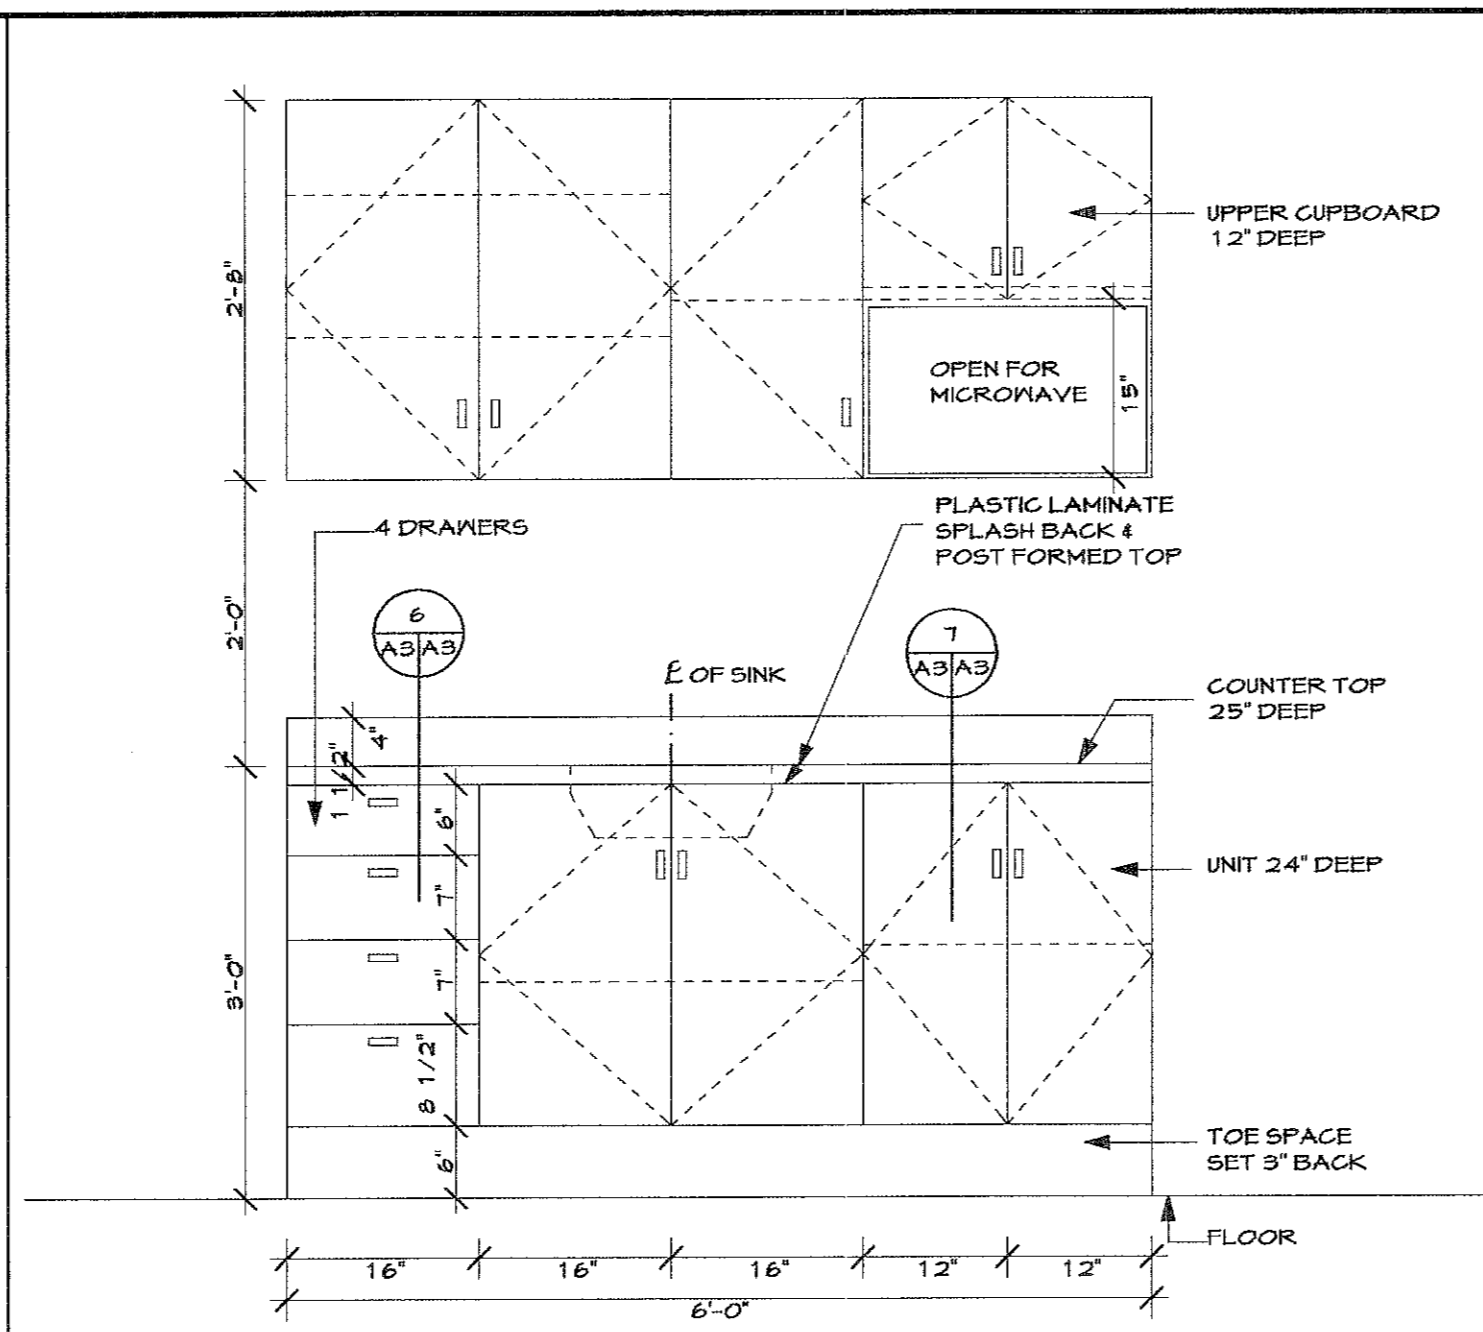 2'-8"
UPPER CUPBOARD
12" DEEP
OPEN FOR
MICROWAVE
15"
PLASTIC LAMINATE
SPLASH BACK &
POST FORMED TOP
4 DRAWERS
2'-0"
6
A3 A3
7
A3 A3
℄ OF SINK
COUNTER TOP
25" DEEP
4"
1 1/2"
6"
7"
7"
8 1/2"
6"
3'-0"
UNIT 24" DEEP
TOE SPACE
SET 3" BACK
FLOOR
16" 16" 16" 12" 12"
6'-0"